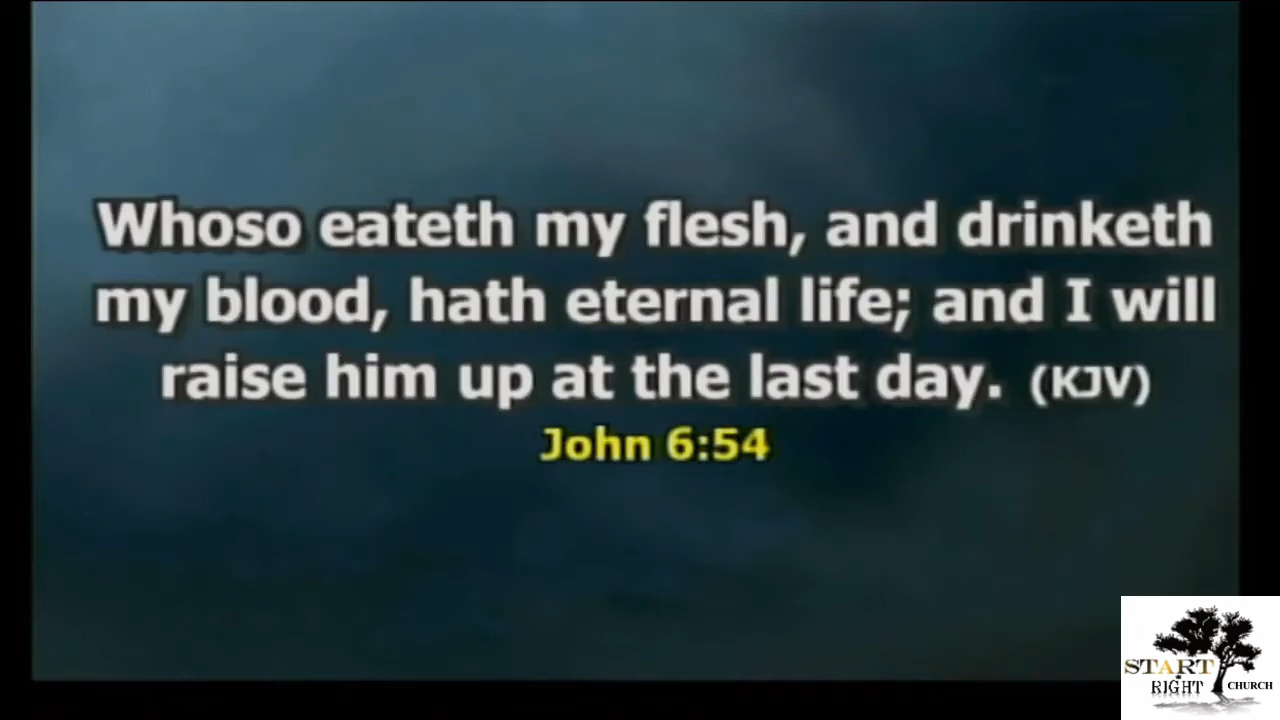 Whoso eateth my flesh, and drinketh
my blood, hath eternal life; and I will
raise him up at the last day. (KJV)
John 6:54
START
RIGHT CHURCH